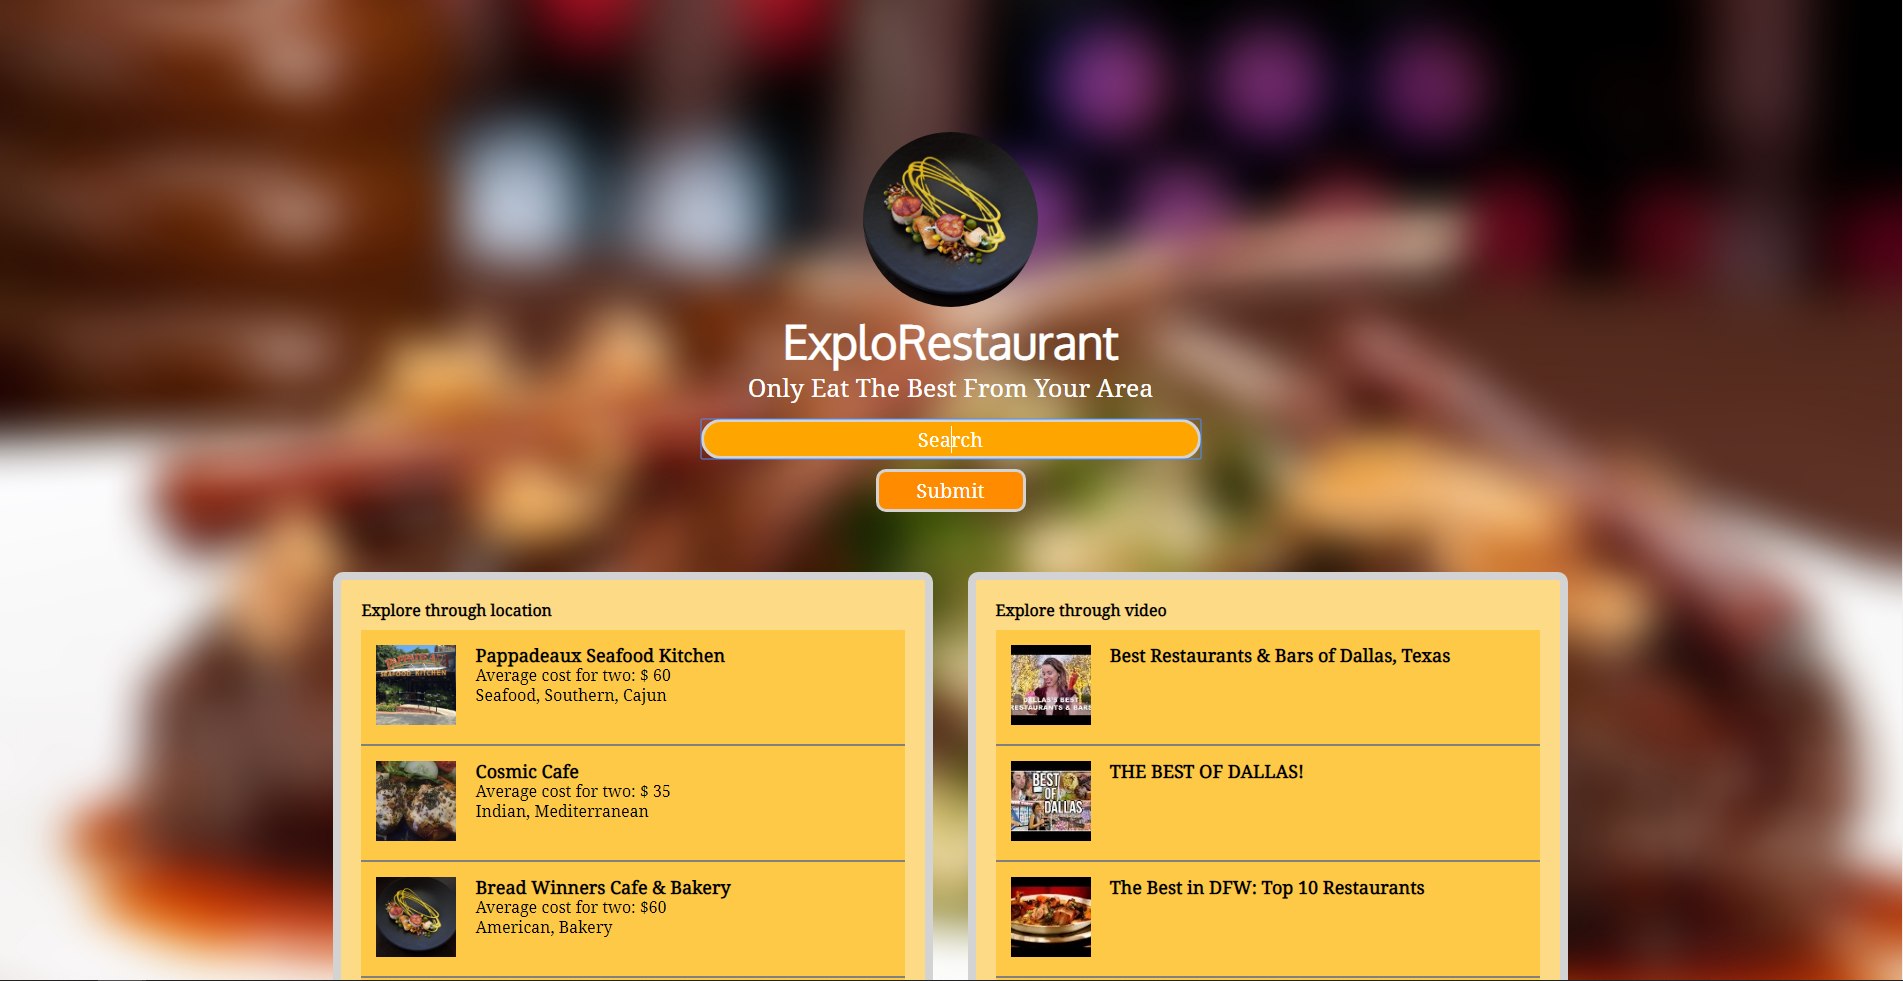 ExploRestaurant
Only Eat The Best From Your Area
Search
Submit
Explore through location
Pappadeaux Seafood Kitchen
Average cost for two: $ 60
Seafood, Southern, Cajun
Cosmic Cafe
Average cost for two: $ 35
Indian, Mediterranean
Bread Winners Cafe & Bakery
Average cost for two: $60
American, Bakery
Explore through video
Best Restaurants & Bars of Dallas, Texas
DALLAS'S BEST
RESTAURANTS & BARS
THE BEST OF DALLAS!
BEST
OF
DALLAS
The Best in DFW: Top 10 Restaurants